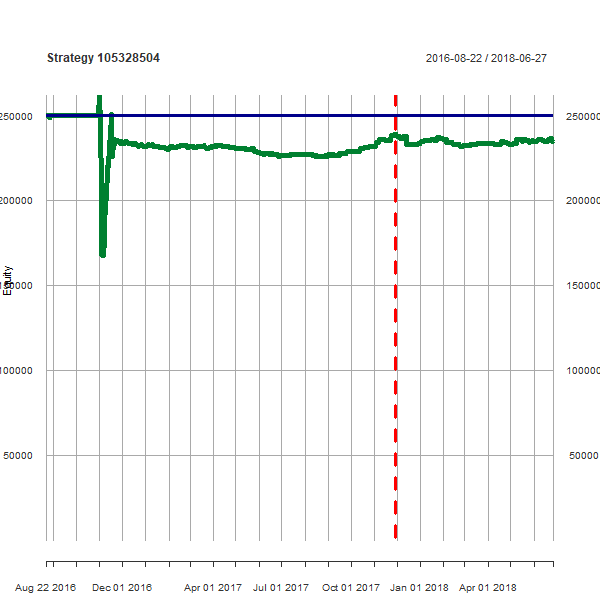 Strategy 105328504 2016-08-22 / 2018-06-27
250000 250000
200000 200000
Equity
150000 150000
100000 100000
50000 50000
Aug 22 2016 Dec 01 2016 Apr 01 2017 Jul 01 2017 Oct 01 2017 Jan 01 2018 Apr 01 2018